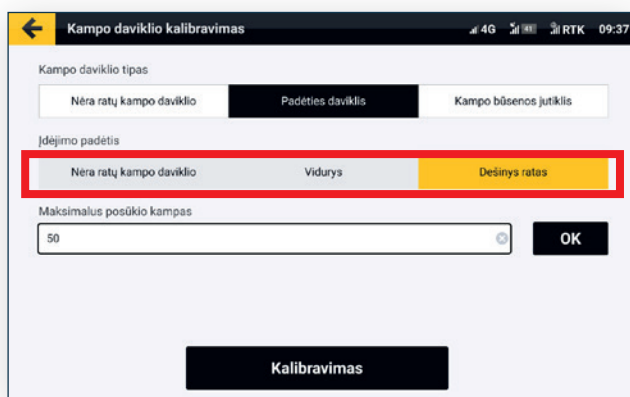 Kampo daviklio kalibravimas 4G RTK 09:37
Kampo daviklio tipas
Nėra ratų kampo daviklio Padėties daviklis Kampo būsenos jutiklis
Įdėjimo padėtis
Nėra ratų kampo daviklio Vidurys Dešinys ratas
Maksimalus posūkio kampas
50 OK
Kalibravimas